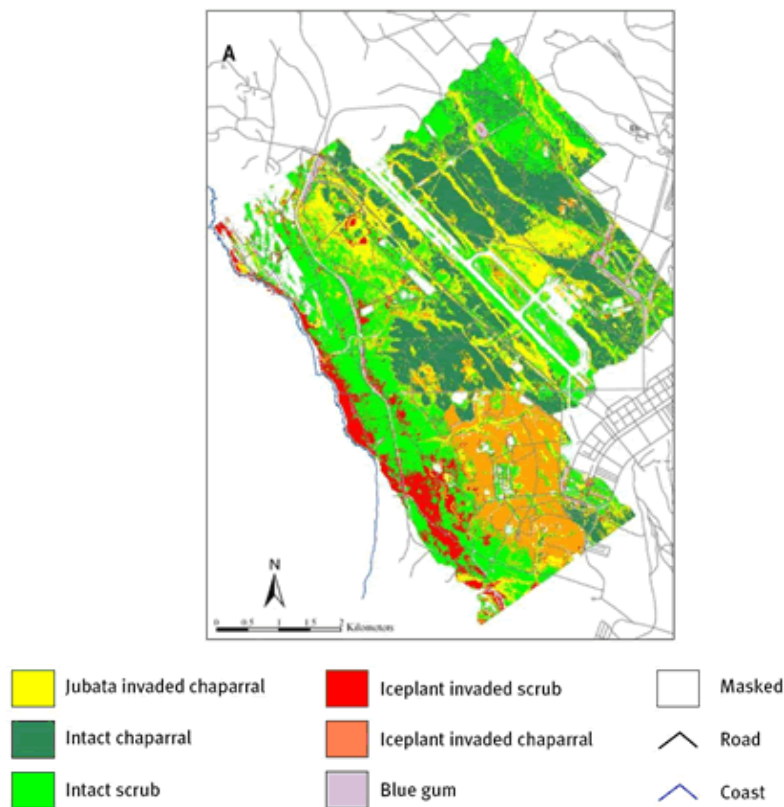 A
N
0 0.5 1 1.5 2 Kilometers
Jubata invaded chaparral
Iceplant invaded scrub
Masked
Intact chaparral
Iceplant invaded chaparral
Road
Intact scrub
Blue gum
Coast